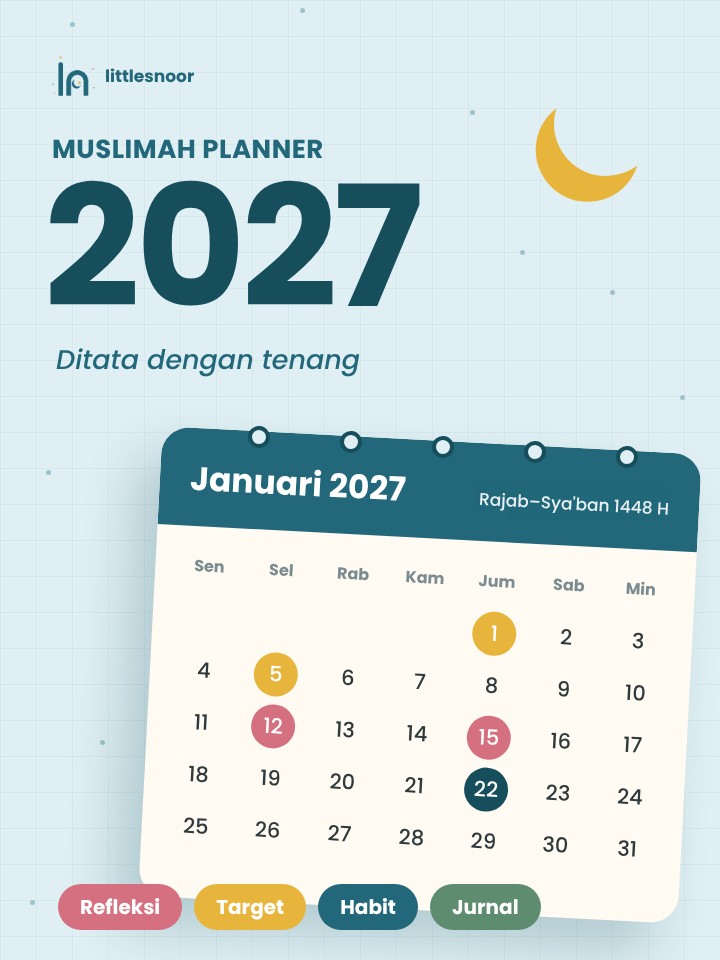 littlesnoor
MUSLIMAH PLANNER
2027
Ditata dengan tenang
Januari 2027
Rajab–Sya'ban 1448 H
Sen Sel Rab Kam Jum Sab Min
1 2 3
4 5 6 7 8 9 10
11 12 13 14 15 16 17
18 19 20 21 22 23 24
25 26 27 28 29 30 31
Refleksi Target Habit Jurnal